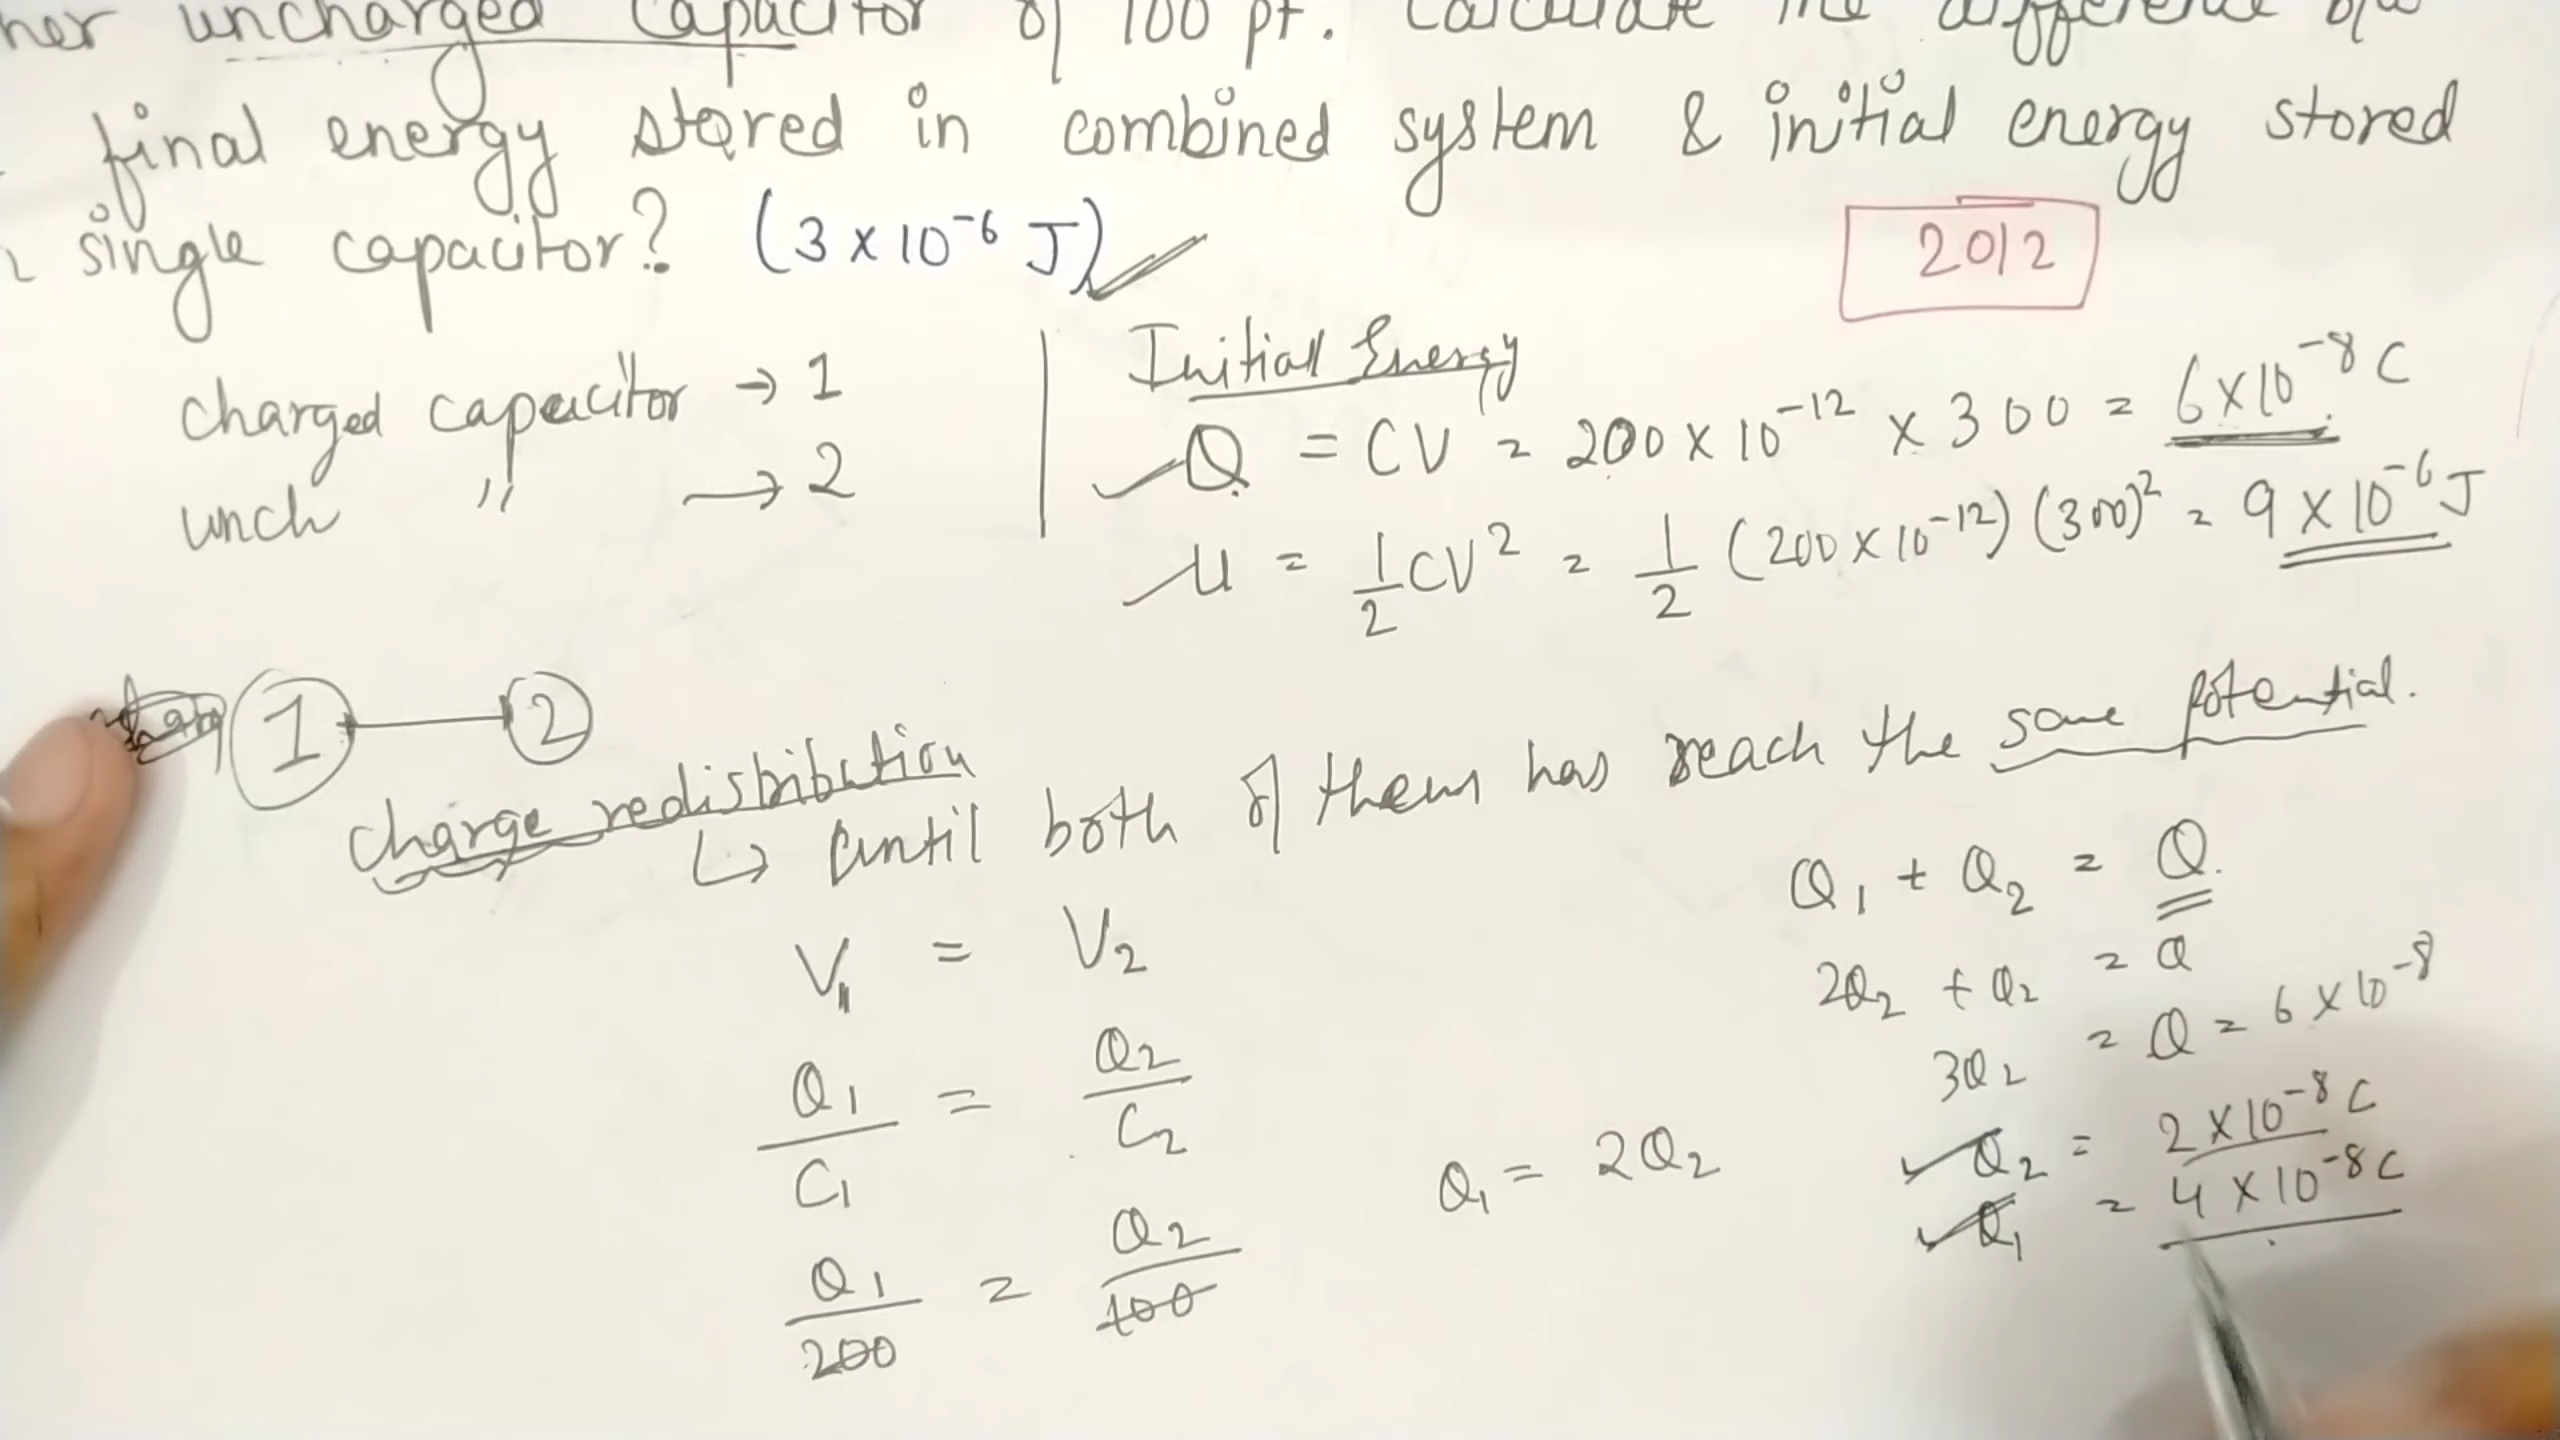 uncharged capacitor of 100 pf. Calculate the difference b/w
final energy stored in combined system & initial energy stored
single capacitor? (3 x 10⁻⁶ J)
2012
charged capacitor → 1
unch " → 2
Initial Energy
Q = CV = 200 x 10⁻¹² x 300 = 6 x 10⁻⁸ C
U = 1/2 CV² = 1/2 (200 x 10⁻¹²) (300)² = 9 x 10⁻⁶ J
1 2
charge redistribution
↳ until both of them has reach the same potential.
V₁ = V₂
Q₁/C₁ = Q₂/C₂
Q₁/200 = Q₂/100
Q₁ = 2Q₂
Q₁ + Q₂ = Q.
2Q₂ + Q₂ = Q
3Q₂ = Q = 6 x 10⁻⁸
Q₂ = 2 x 10⁻⁸ C
Q₁ = 4 x 10⁻⁸ C